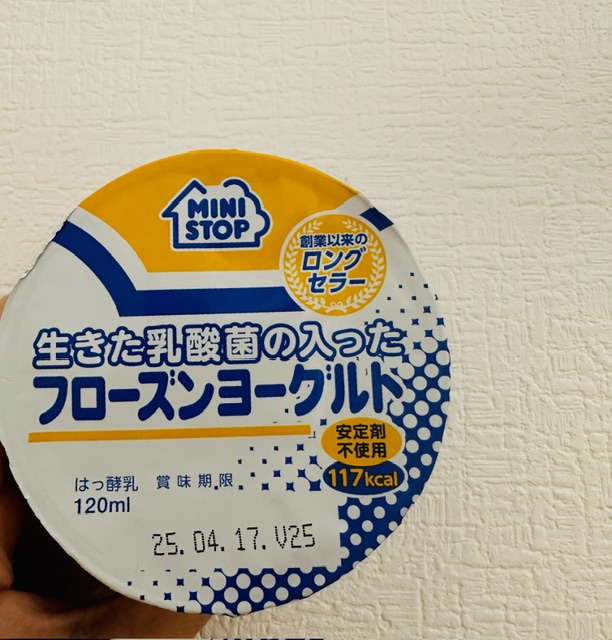 MINI
STOP
創業以来の
ロング
セラー
生きた乳酸菌の入った
フローズンヨーグルト
安定剤
不使用
117kcal
はっ酵乳 賞味期限
120ml
25.04.17.V25